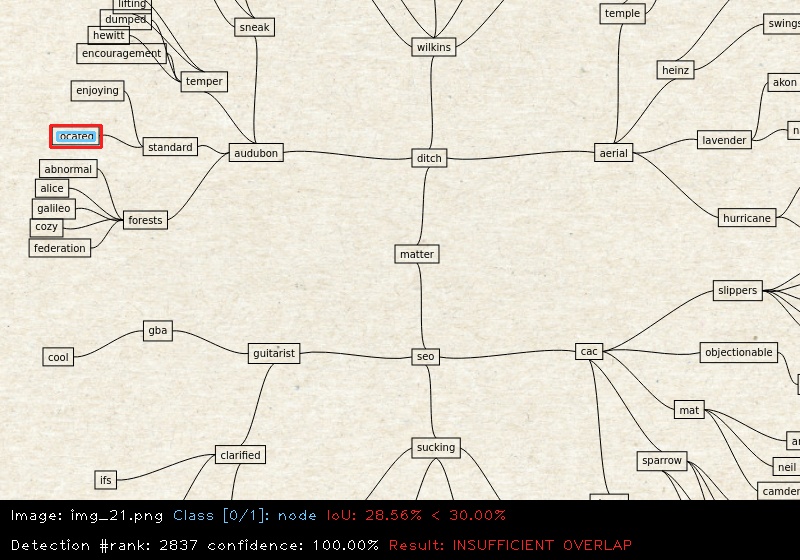 lifting
dumped
hewitt
encouragement
temper
sneak
wilkins
temple
swings
heinz
akon
enjoying
standard
audubon
ditch
aerial
lavender
abnormal
alice
galileo
cozy
federation
forests
hurricane
matter
slippers
gba
cool
guitarist
seo
cac
objectionable
mat
clarified
sucking
ifs
sparrow
neil
camden
Image: img_21.png Class [0/1]: node IoU: 28.56% < 30.00%
Detection #rank: 2837 confidence: 100.00% Result: INSUFFICIENT OVERLAP